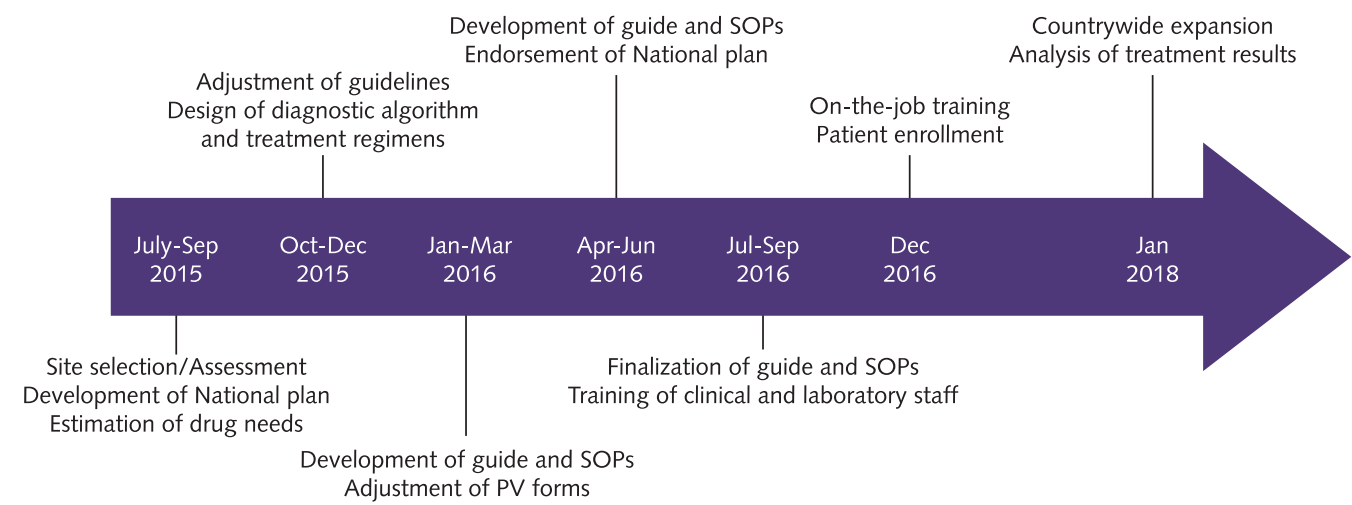 Development of guide and SOPs
Endorsement of National plan
Countrywide expansion
Analysis of treatment results
Adjustment of guidelines
Design of diagnostic algorithm
and treatment regimens
On-the-job training
Patient enrollment
July-Sep
2015
Oct-Dec
2015
Jan-Mar
2016
Apr-Jun
2016
Jul-Sep
2016
Dec
2016
Jan
2018
Site selection/Assessment
Development of National plan
Estimation of drug needs
Finalization of guide and SOPs
Training of clinical and laboratory staff
Development of guide and SOPs
Adjustment of PV forms